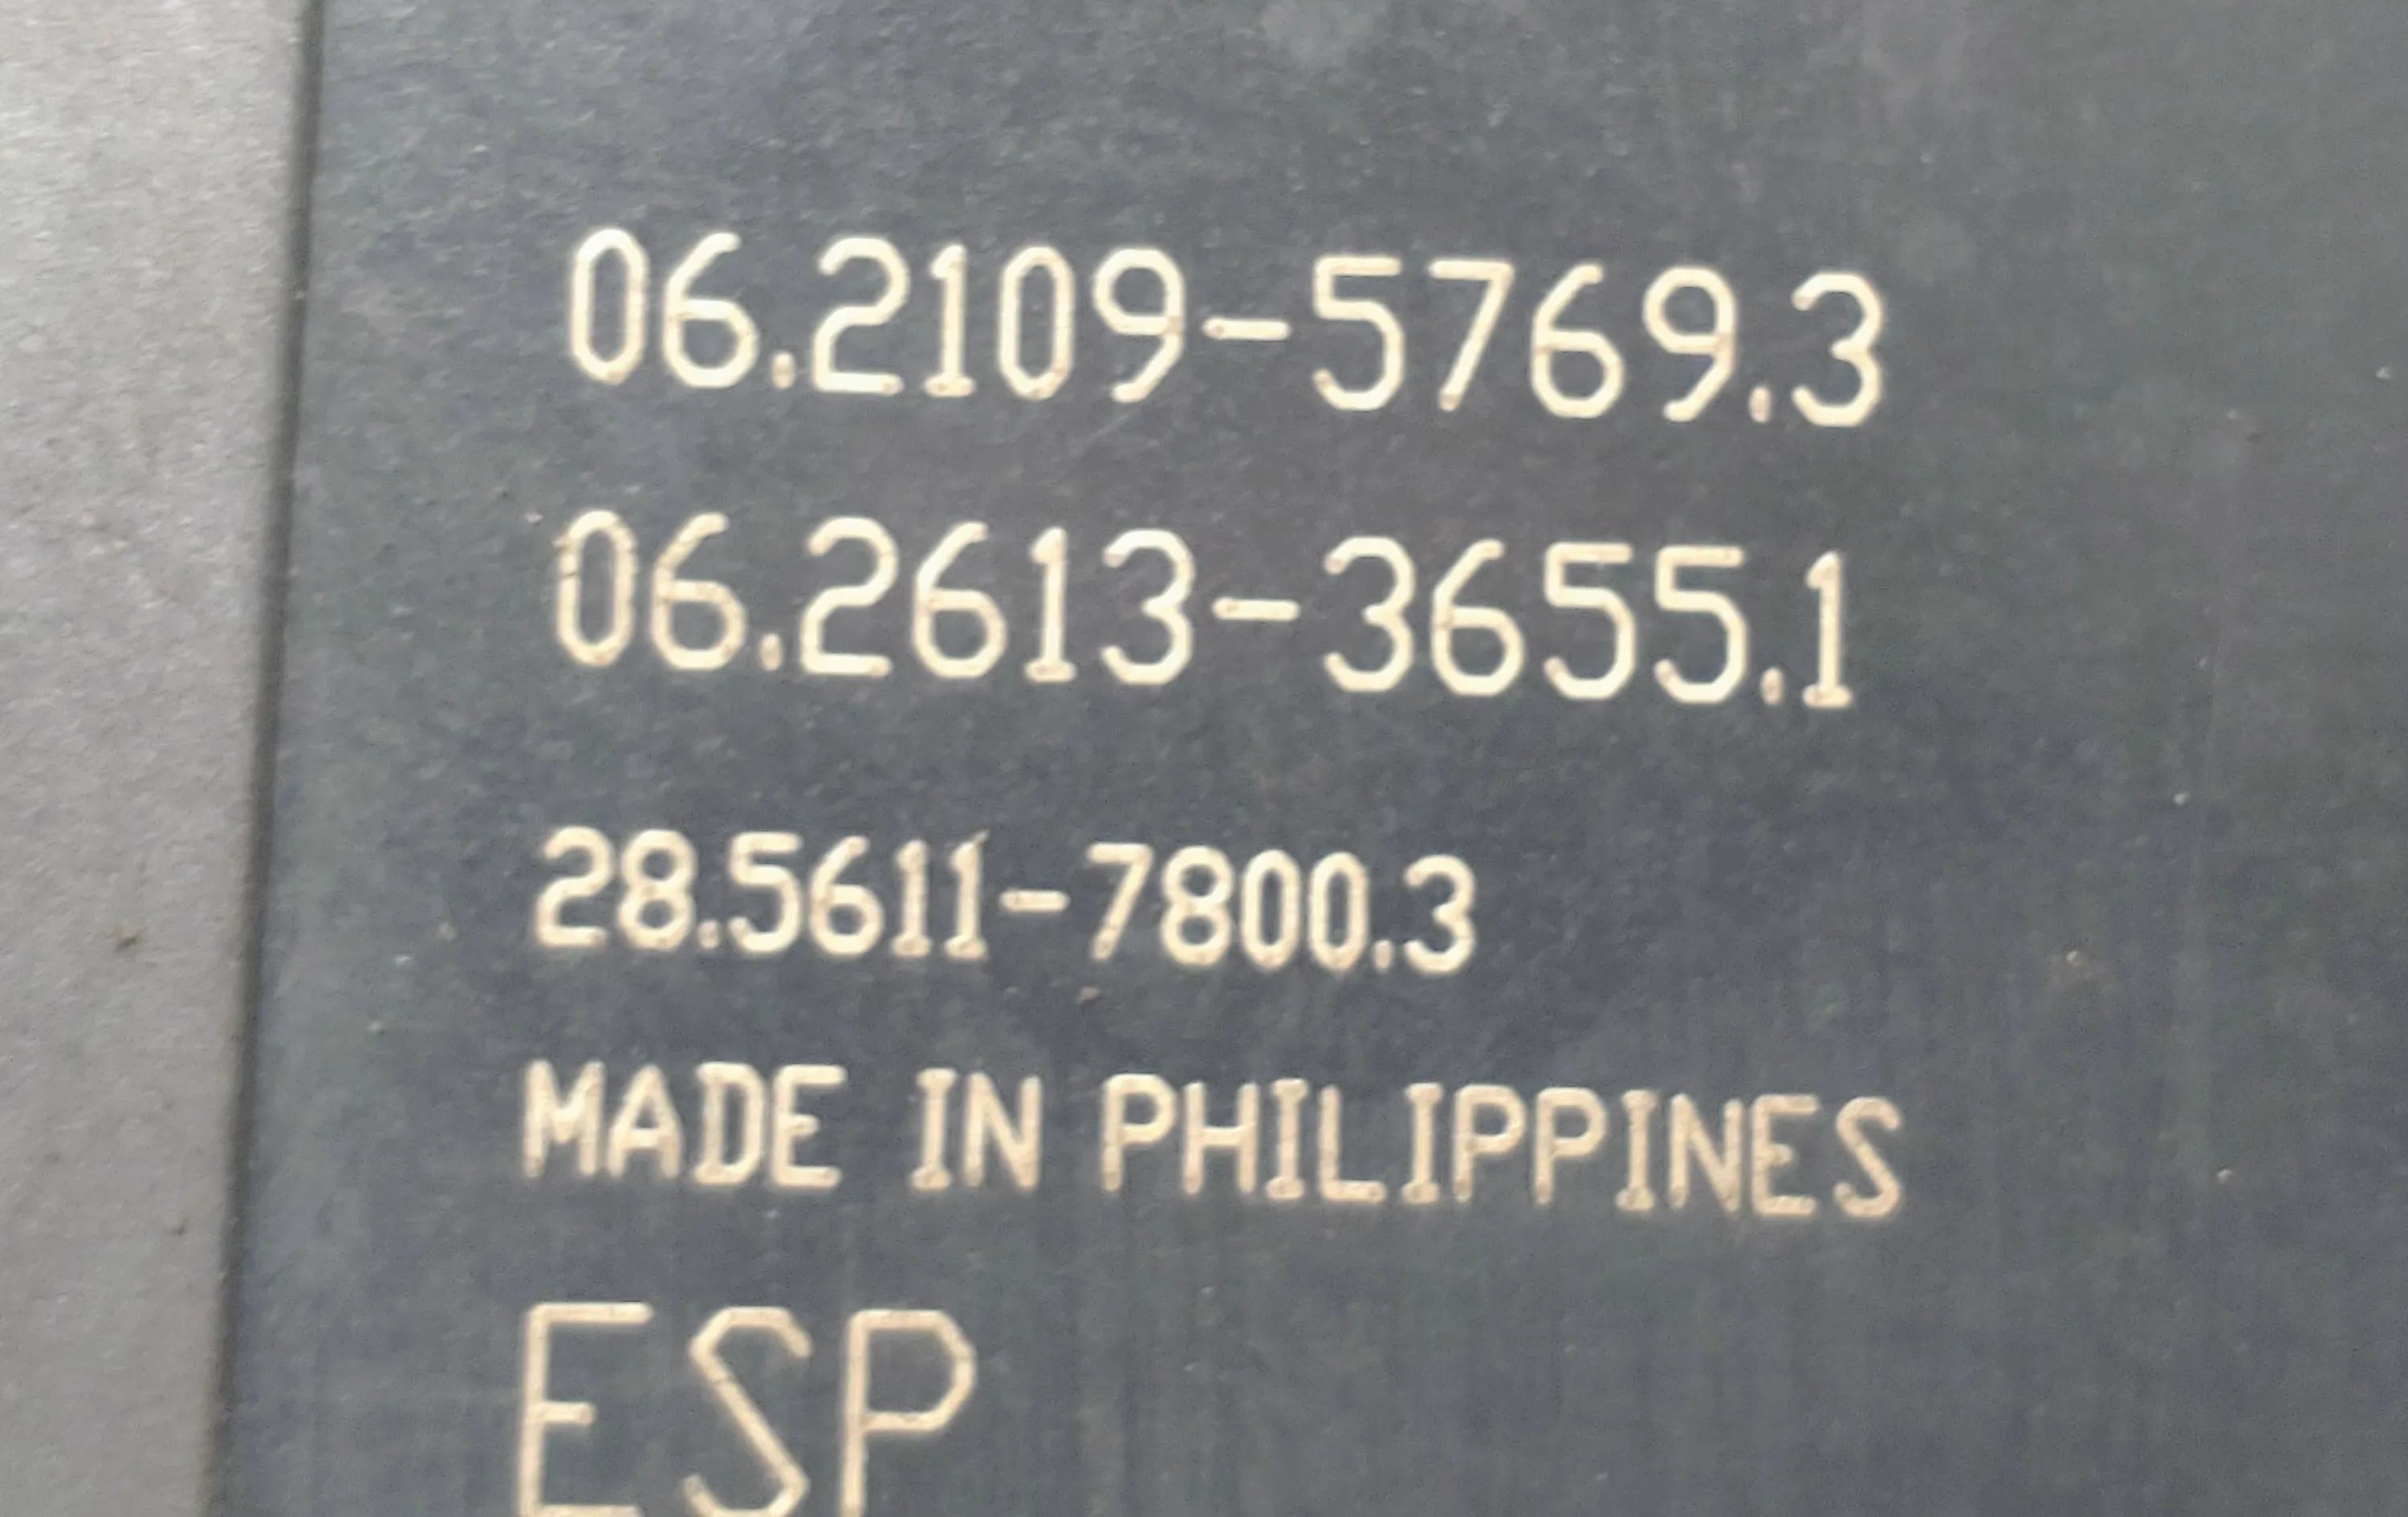 06.2109-5769.3
06.2613-3655.1
28.5611-7800.3
MADE IN PHILIPPINES
ESP